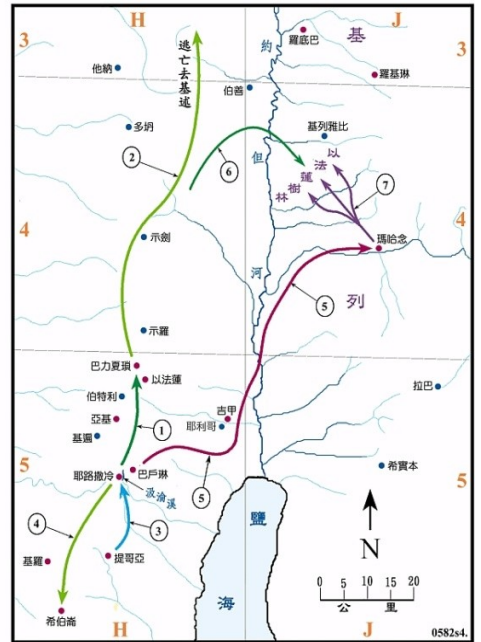 H
J
3
3
逃亡去基述
約
羅底巴
基
他納
羅基琳
伯善
多坍
基列雅比
2
6
但
以法蓮樹林
7
4
4
示劍
瑪哈念
河
5
列
示羅
巴力夏瑣
以法蓮
伯特利
拉巴
亞基
吉甲
1
耶利哥
基遍
5
5
5
巴戶琳
希實本
耶路撒冷
汲淪溪
4
3
鹽
N
提哥亞
基羅
0 5 10 15 20
公 里
海
希伯崙
H
J
0582s4.